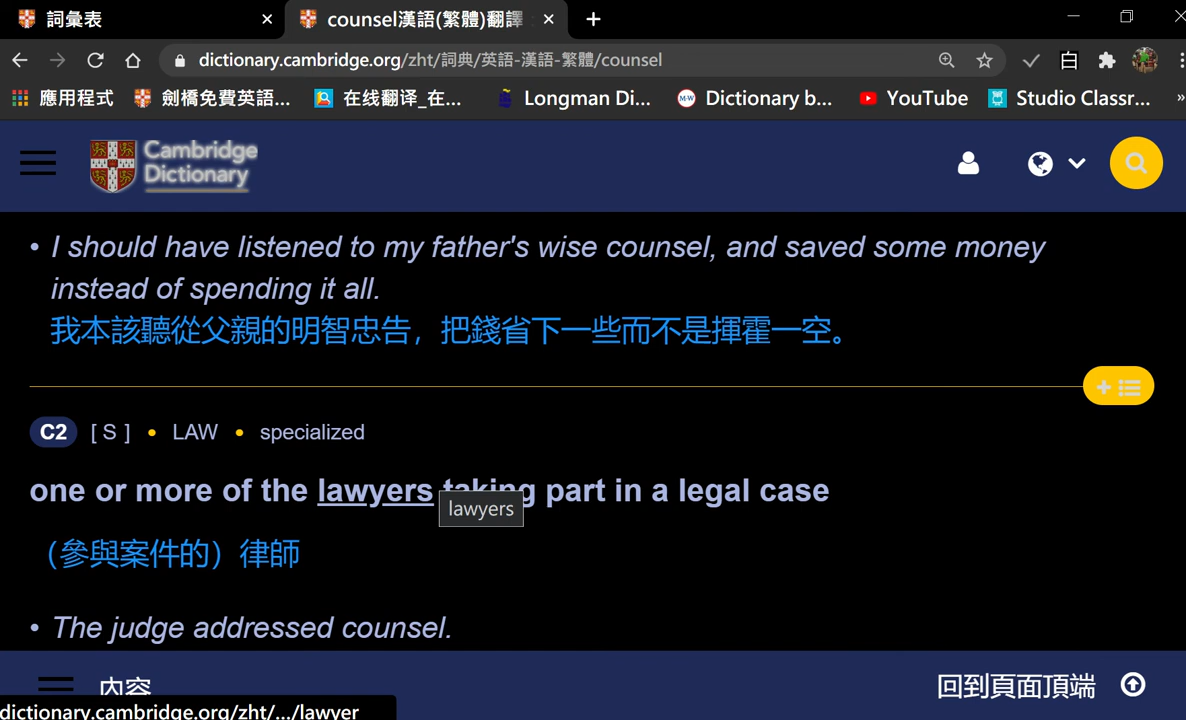 詞彙表
counsel漢語(繁體)翻譯
dictionary.cambridge.org/zht/詞典/英語-漢語-繁體/counsel
白
應用程式 劍橋免費英語... 在线翻译_在... Longman Di... M-W Dictionary b... YouTube Studio Classr... »
Cambridge
Dictionary
• I should have listened to my father's wise counsel, and saved some money
instead of spending it all.
我本該聽從父親的明智忠告，把錢省下一些而不是揮霍一空。
C2 [ S ] • LAW • specialized
one or more of the lawyers taking part in a legal case
lawyers
（參與案件的）律師
• The judge addressed counsel.
內容 回到頁面頂端
dictionary.cambridge.org/zht/.../lawyer